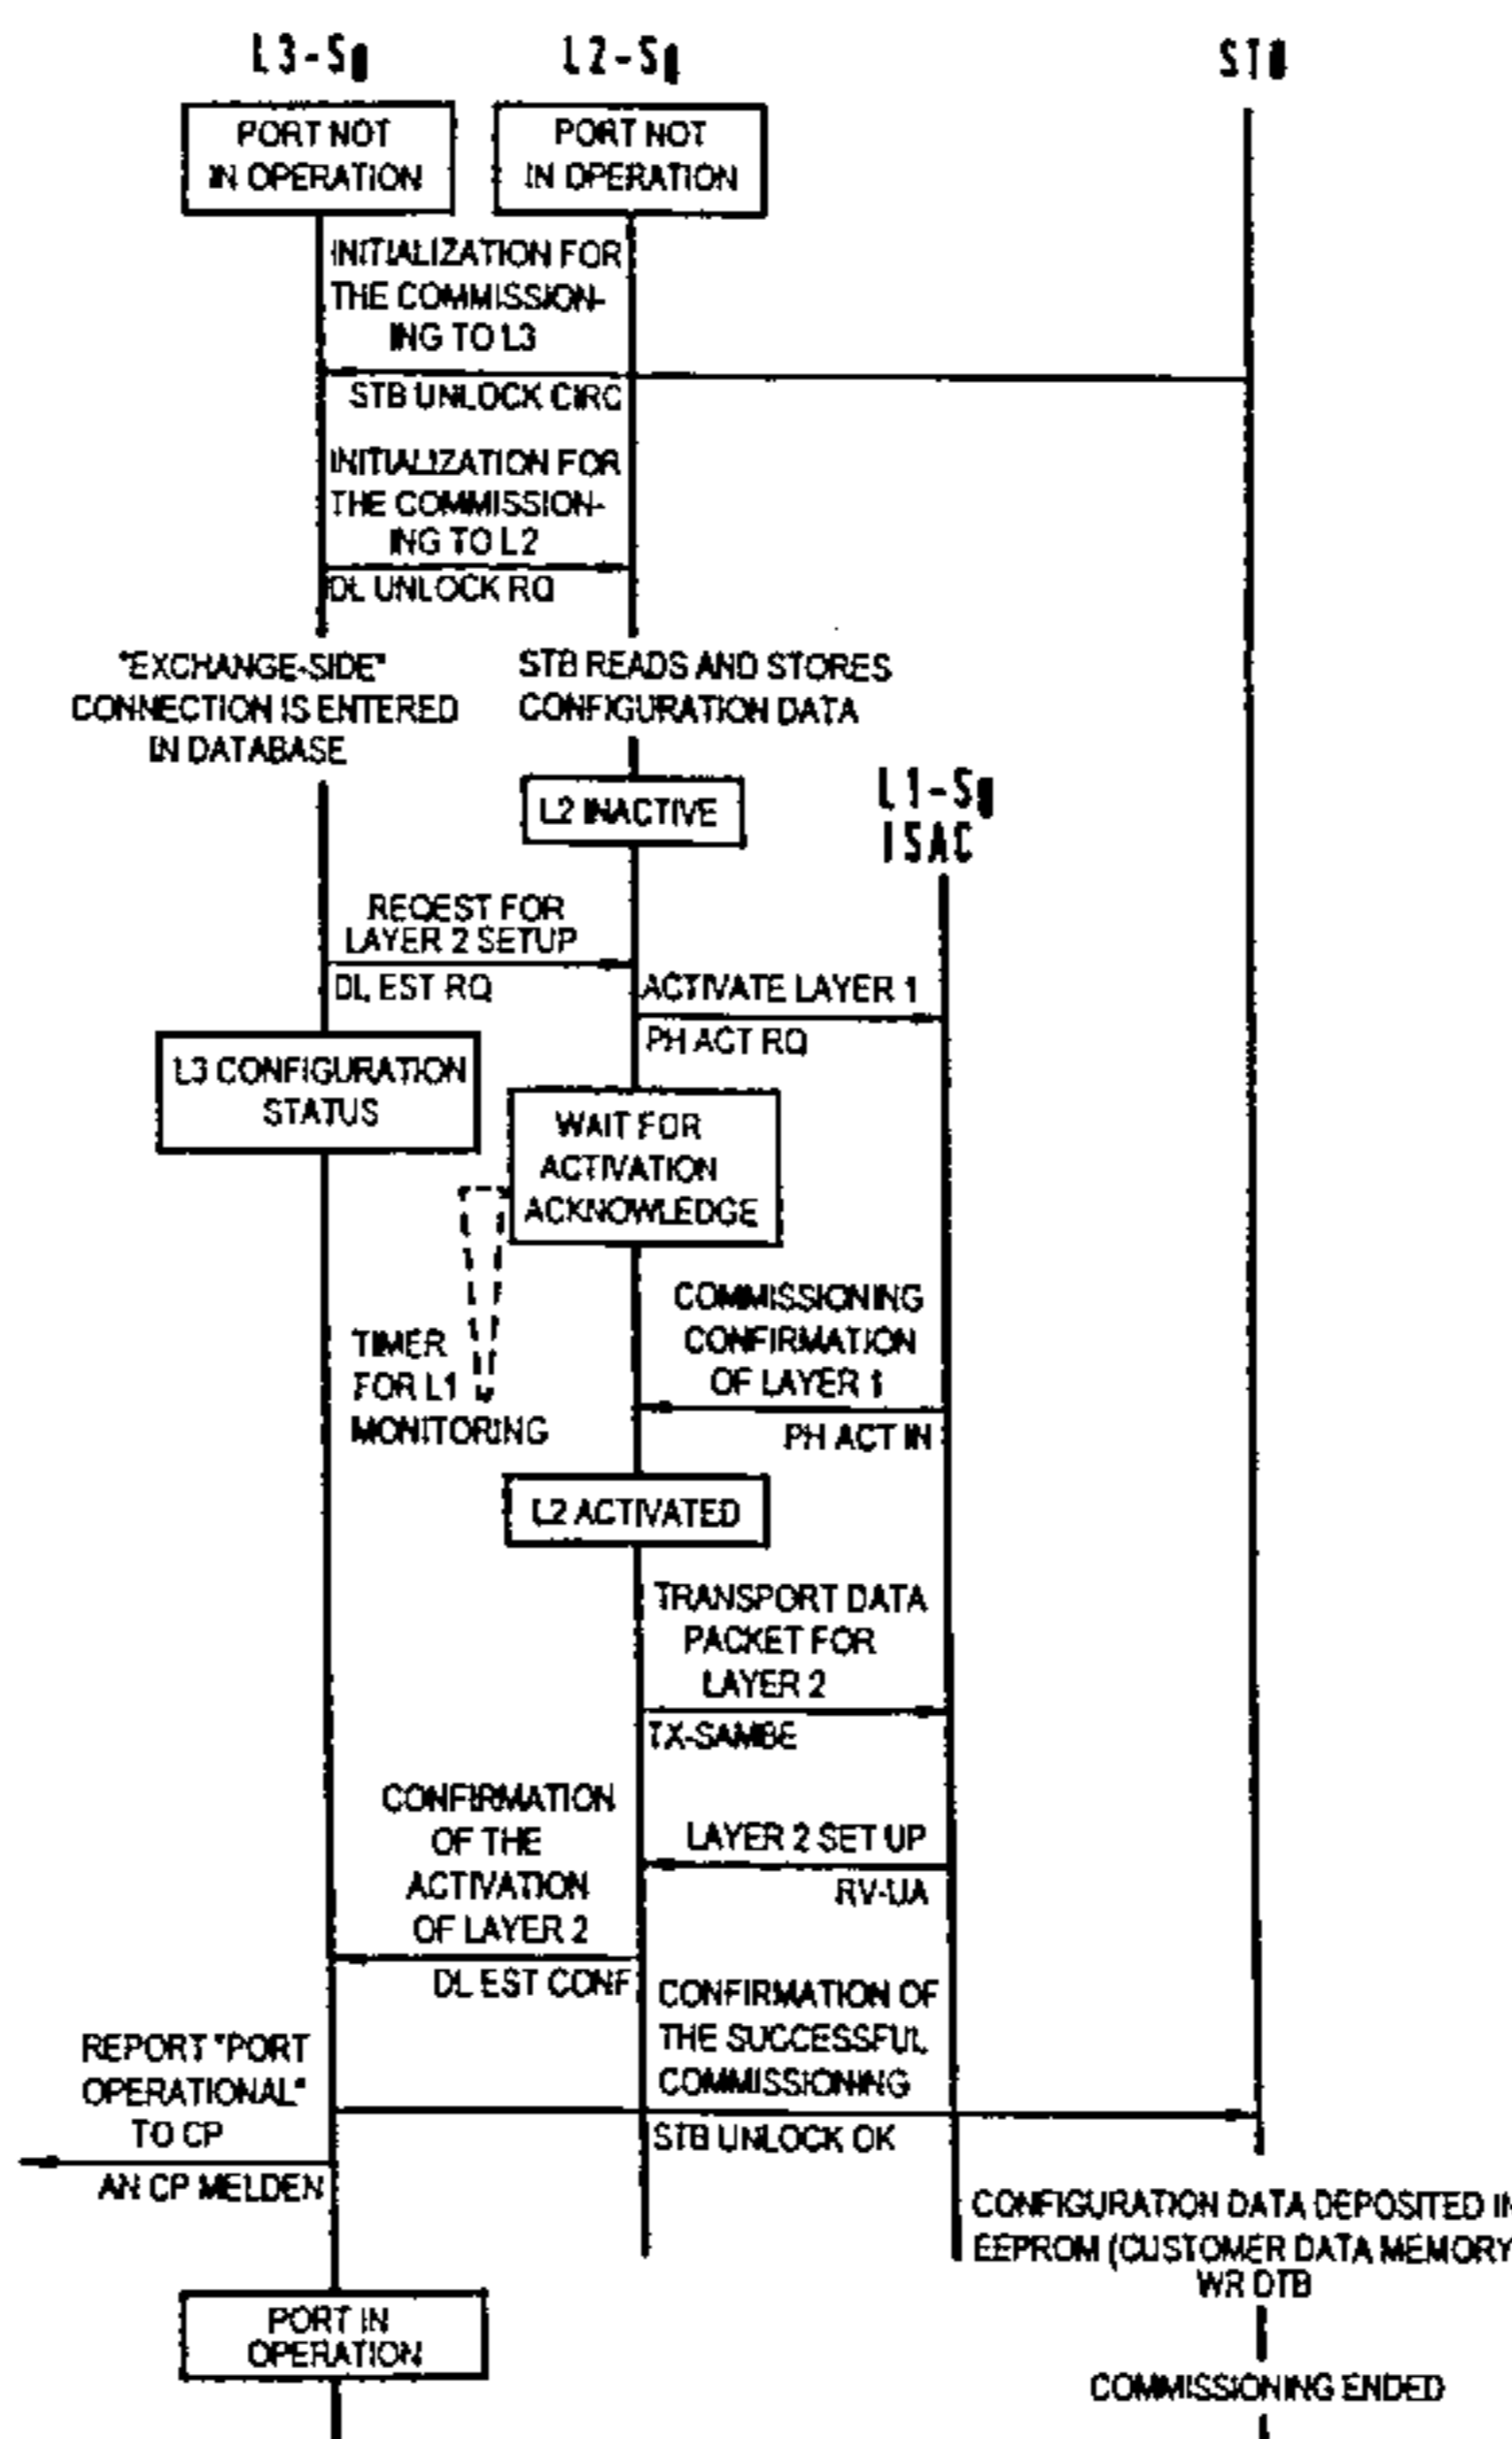 L3-S0
L2-S0
STB
PORT NOT
IN OPERATION
PORT NOT
IN OPERATION
INITIALIZATION FOR
THE COMMISSION-
ING TO L3
STB UNLOCK CIRC
INITIALIZATION FOR
THE COMMISSION-
ING TO L2
DL UNLOCK RQ
"EXCHANGE-SIDE"
CONNECTION IS ENTERED
IN DATABASE
STB READS AND STORES
CONFIGURATION DATA
L2 INACTIVE
L1-S0
ISAC
REQEST FOR
LAYER 2 SETUP
DL EST RQ
ACTIVATE LAYER 1
PH ACT RQ
L3 CONFIGURATION
STATUS
WAIT FOR
ACTIVATION
ACKNOWLEDGE
TIMER
FOR L1
MONITORING
COMMISSIONING
CONFIRMATION
OF LAYER 1
PH ACT IN
L2 ACTIVATED
TRANSPORT DATA
PACKET FOR
LAYER 2
TX-SAMBE
CONFIRMATION
OF THE
ACTIVATION
OF LAYER 2
LAYER 2 SET UP
RV-UA
DL EST CONF
CONFIRMATION OF
THE SUCCESSFUL
COMMISSIONING
REPORT "PORT
OPERATIONAL"
TO CP
STB UNLOCK OK
AN CP MELDEN
CONFIGURATION DATA DEPOSITED IN
EEPROM (CUSTOMER DATA MEMORY
WR DTB
PORT IN
OPERATION
COMMISSIONING ENDED